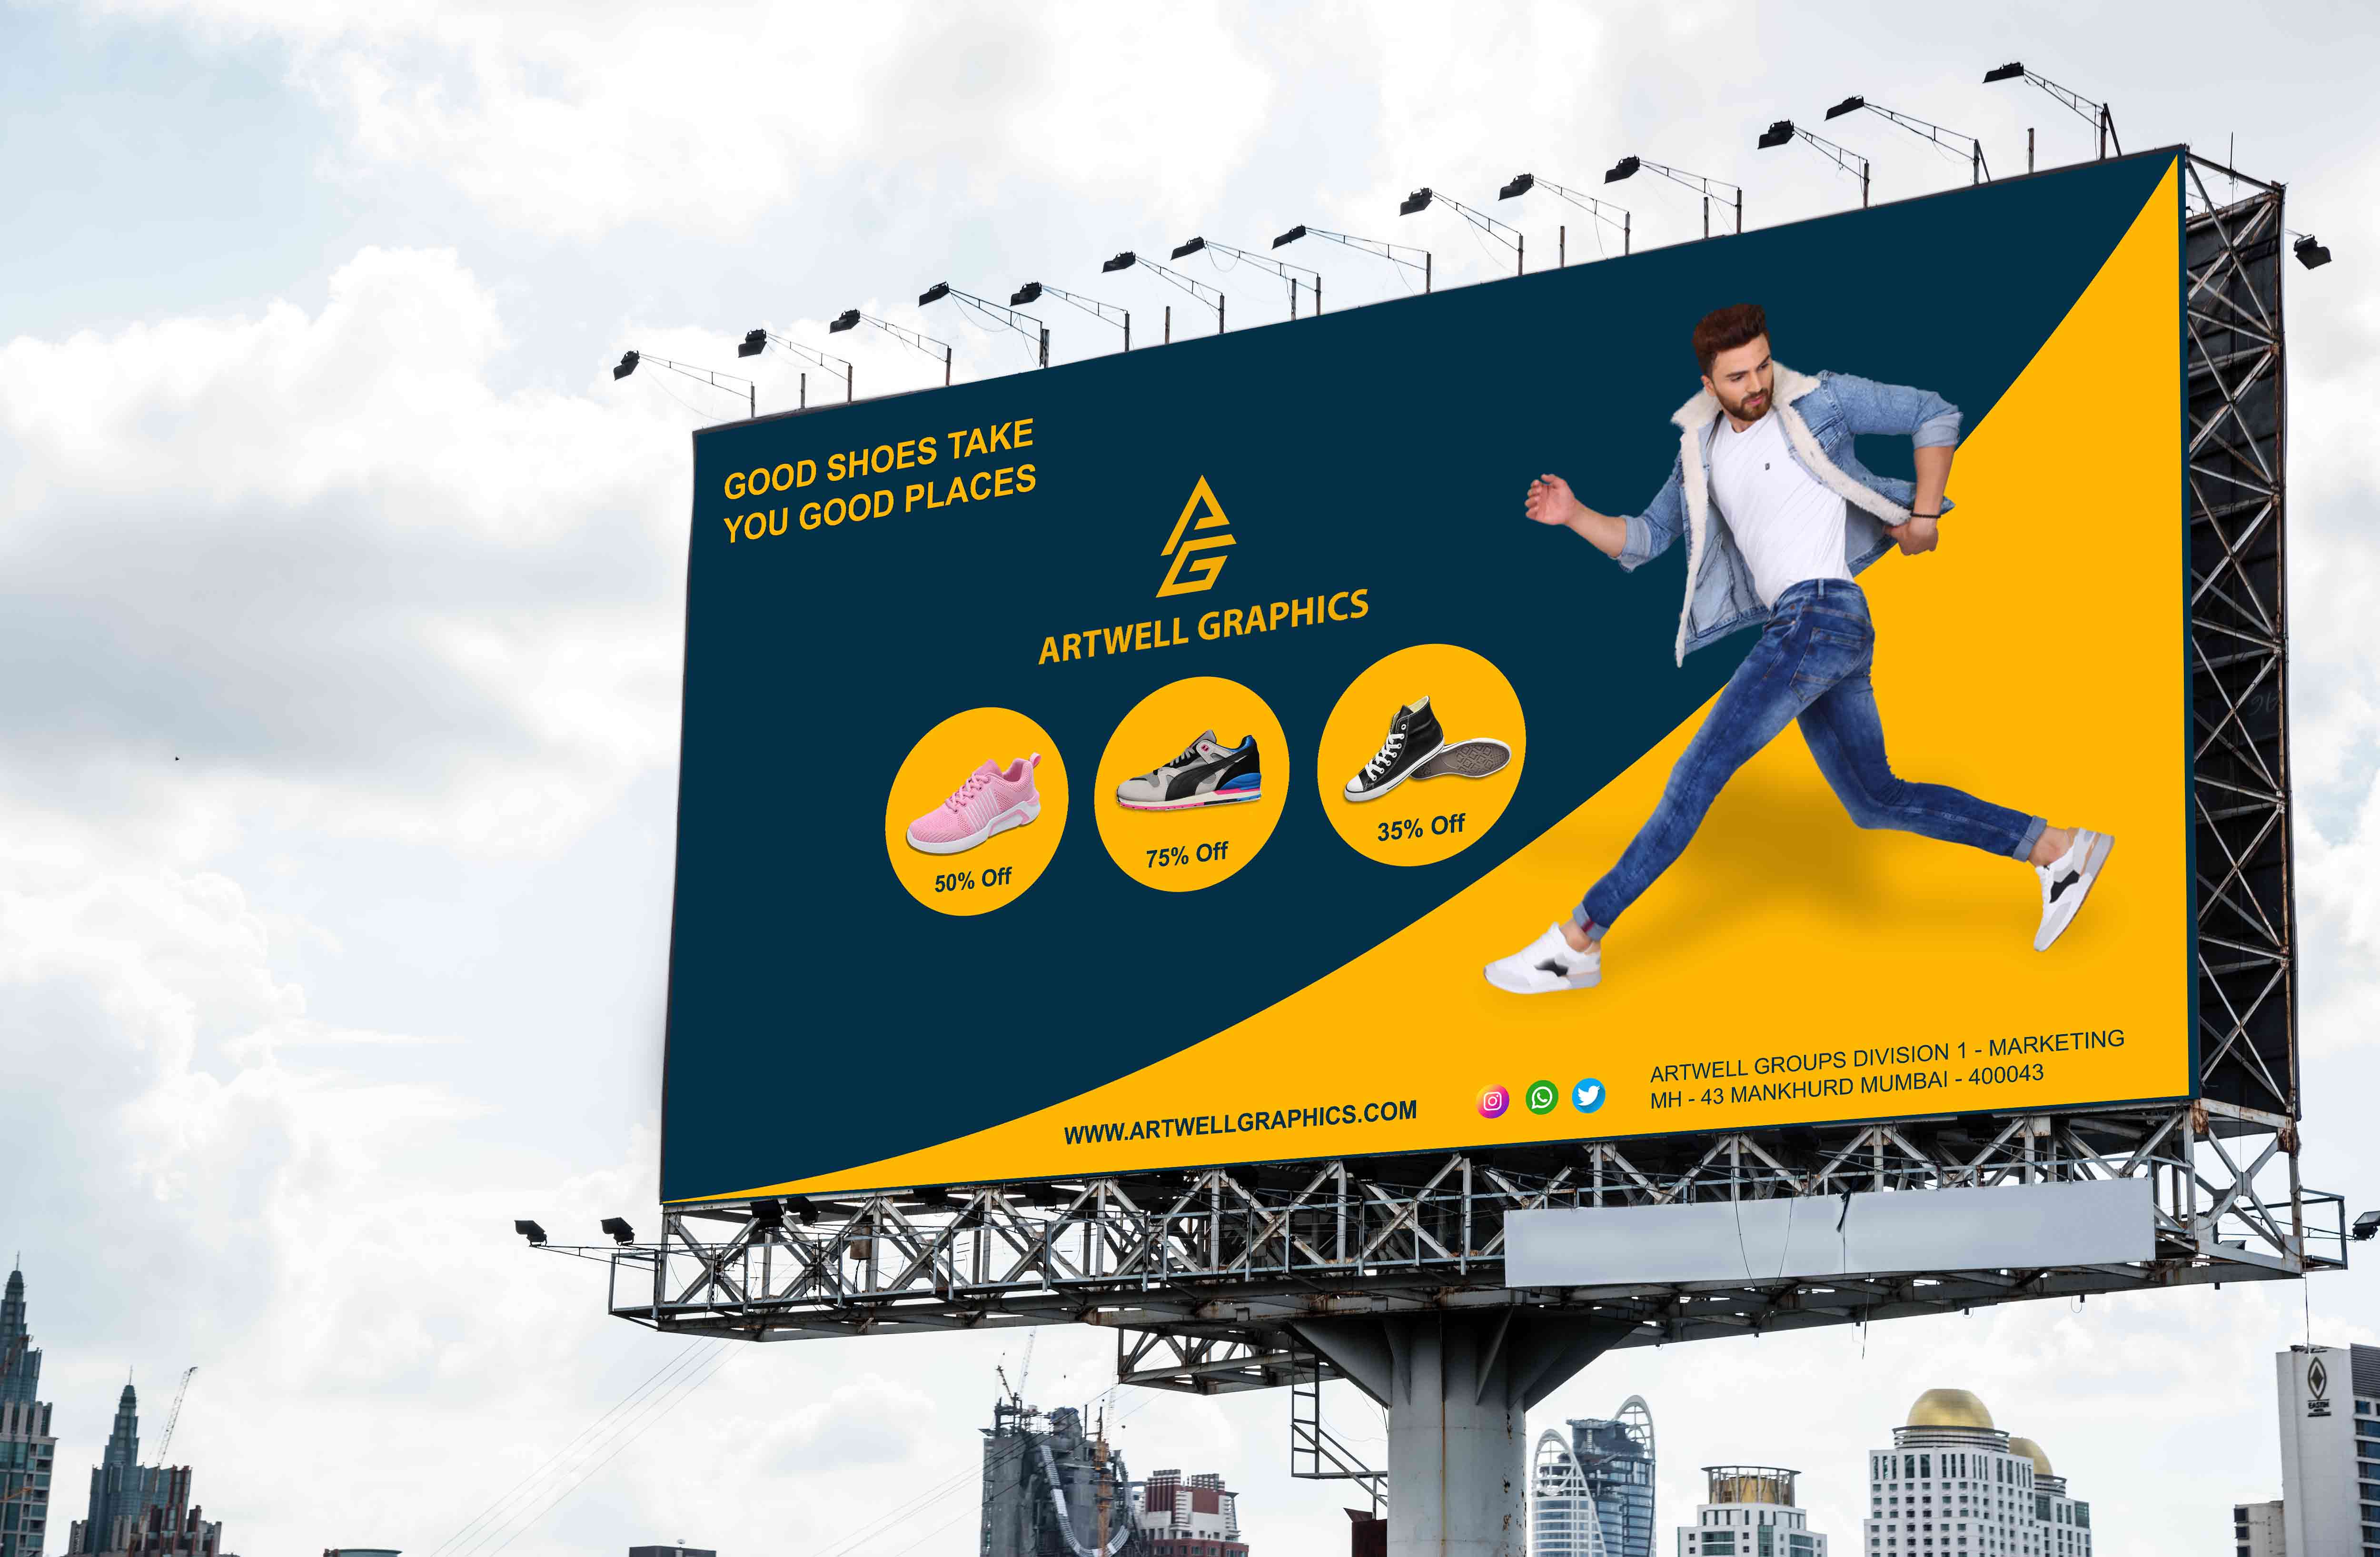 GOOD SHOES TAKE
YOU GOOD PLACES
ARTWELL GRAPHICS
50% Off
75% Off
35% Off
WWW.ARTWELLGRAPHICS.COM
ARTWELL GROUPS DIVISION 1 - MARKETING
MH - 43 MANKHURD MUMBAI - 400043
EASTIN